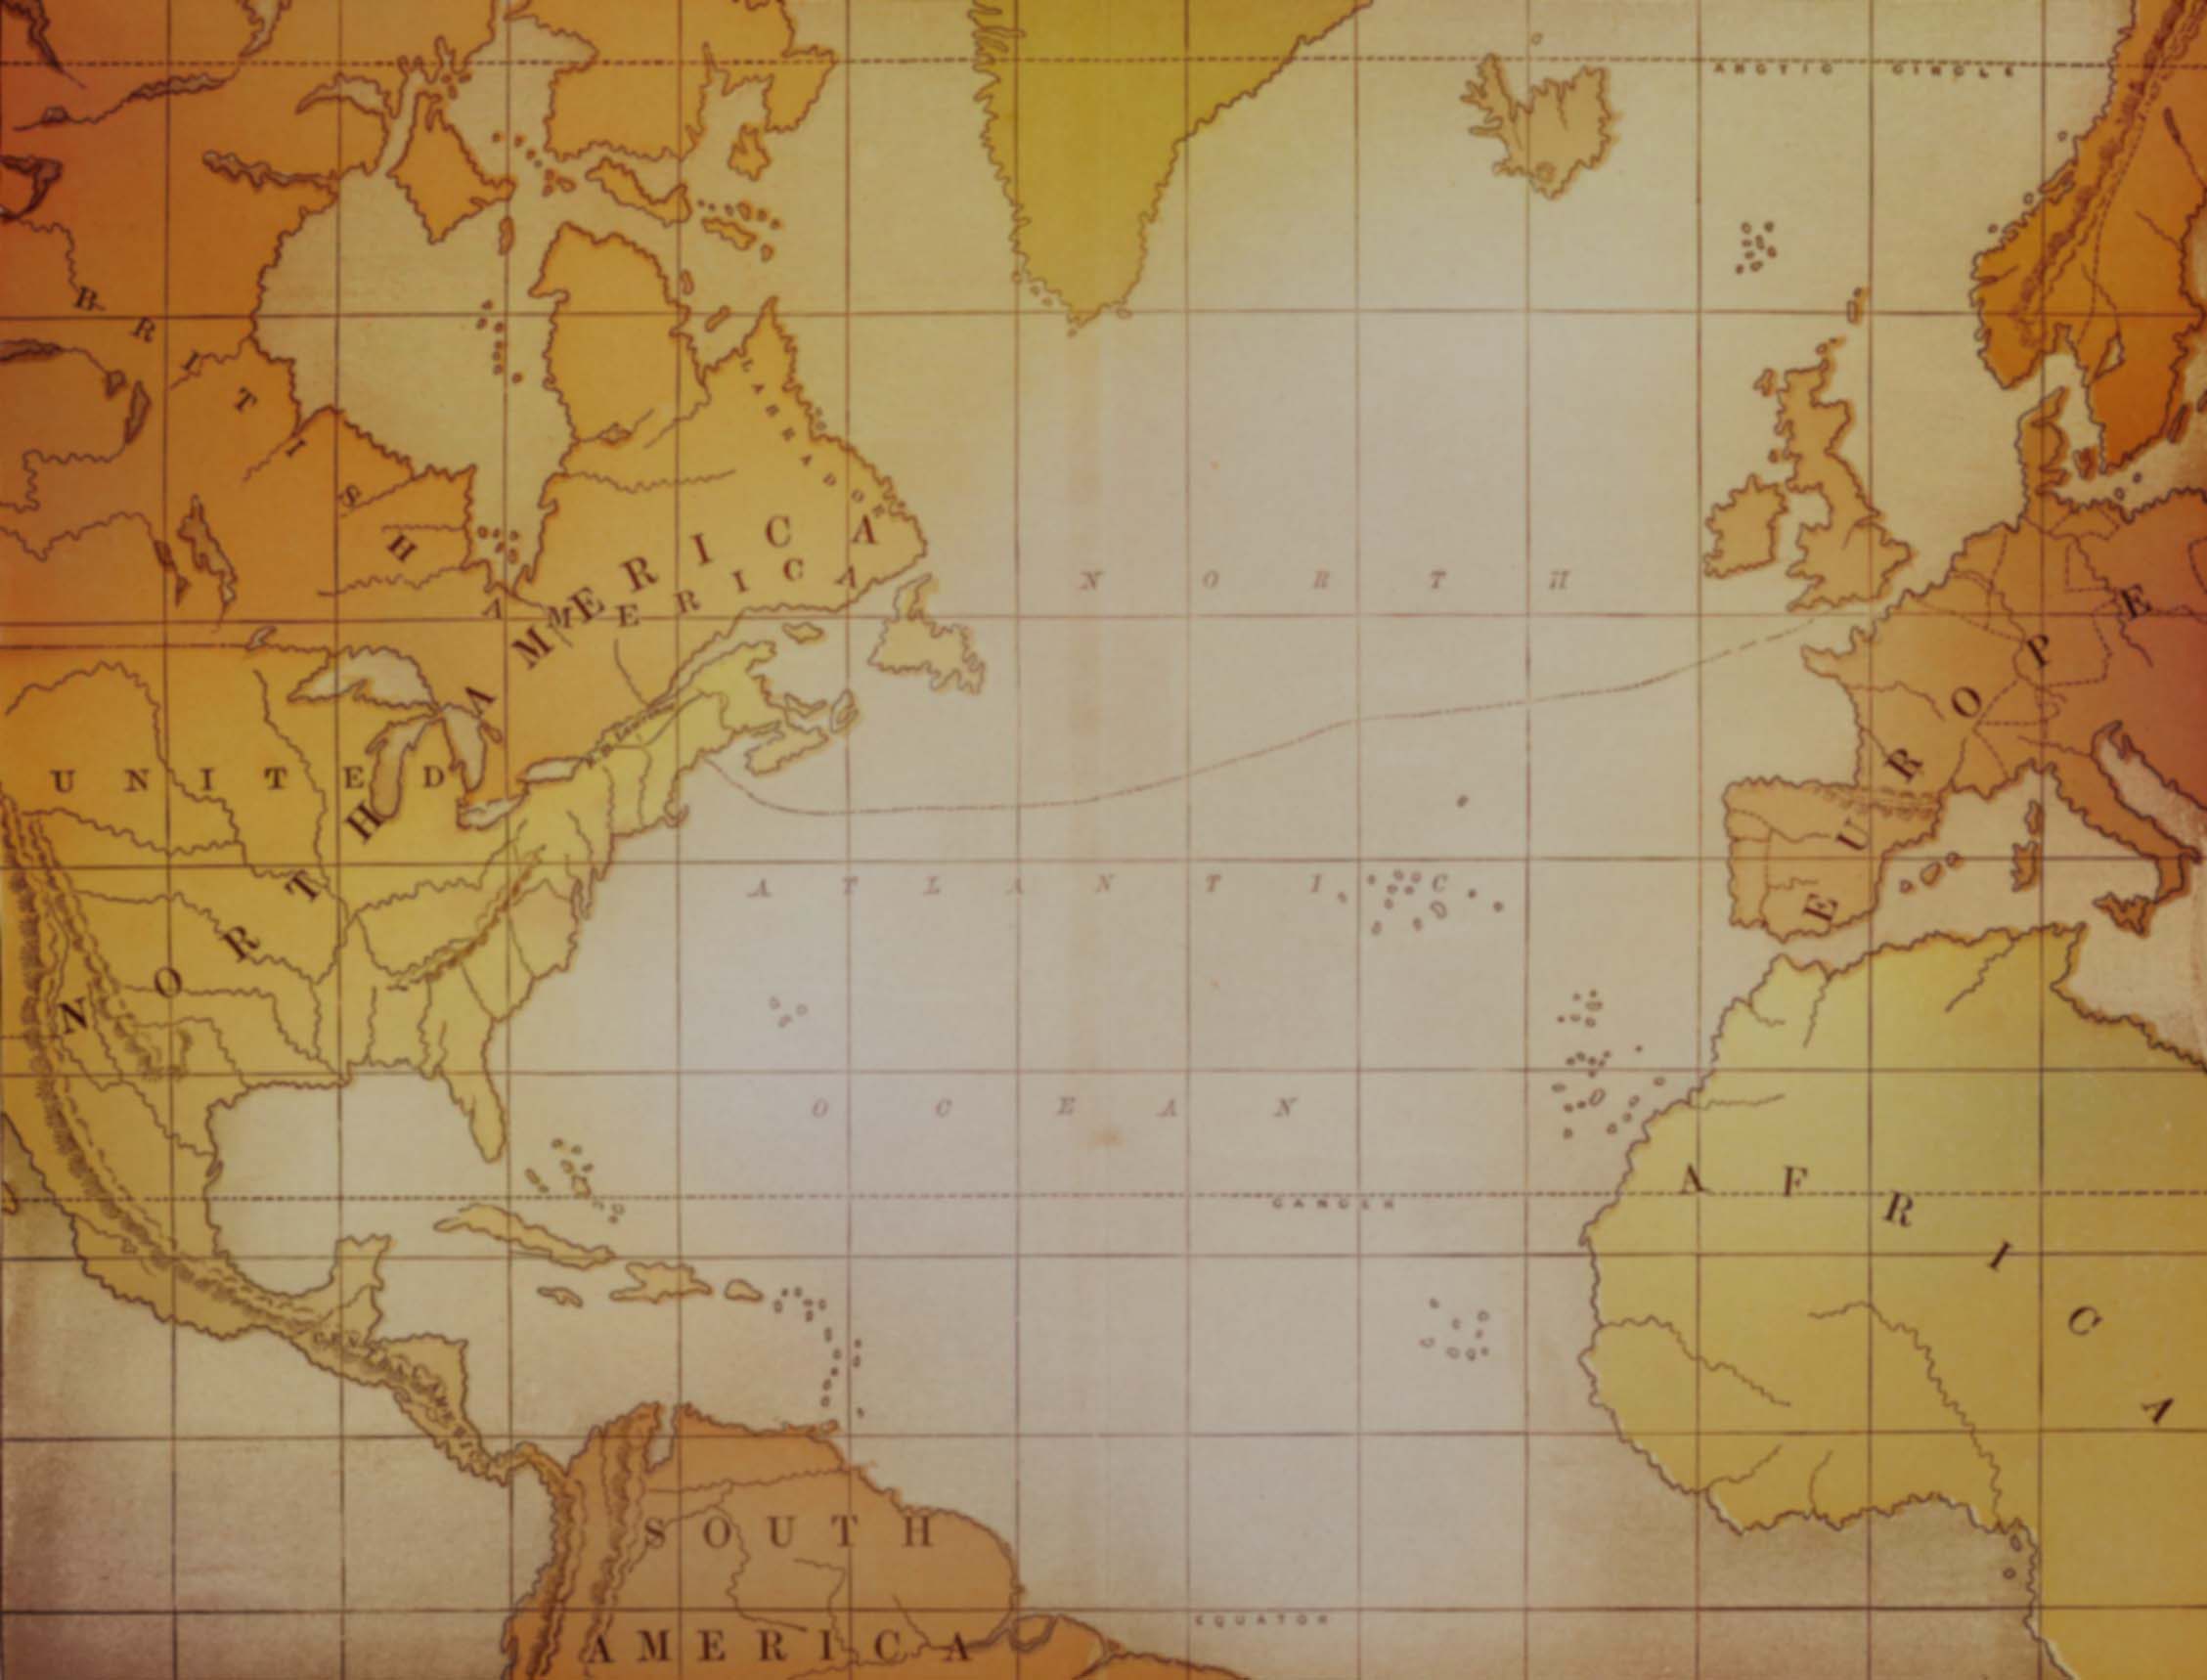 ARCTIC CIRCLE
BRITISH AMERICA
LABRADOR
NORTH AMERICA
UNITED
NORTH
ATLANTIC
OCEAN
EUROPE
AFRICA
CANCER
SOUTH
AMERICA
EQUATOR